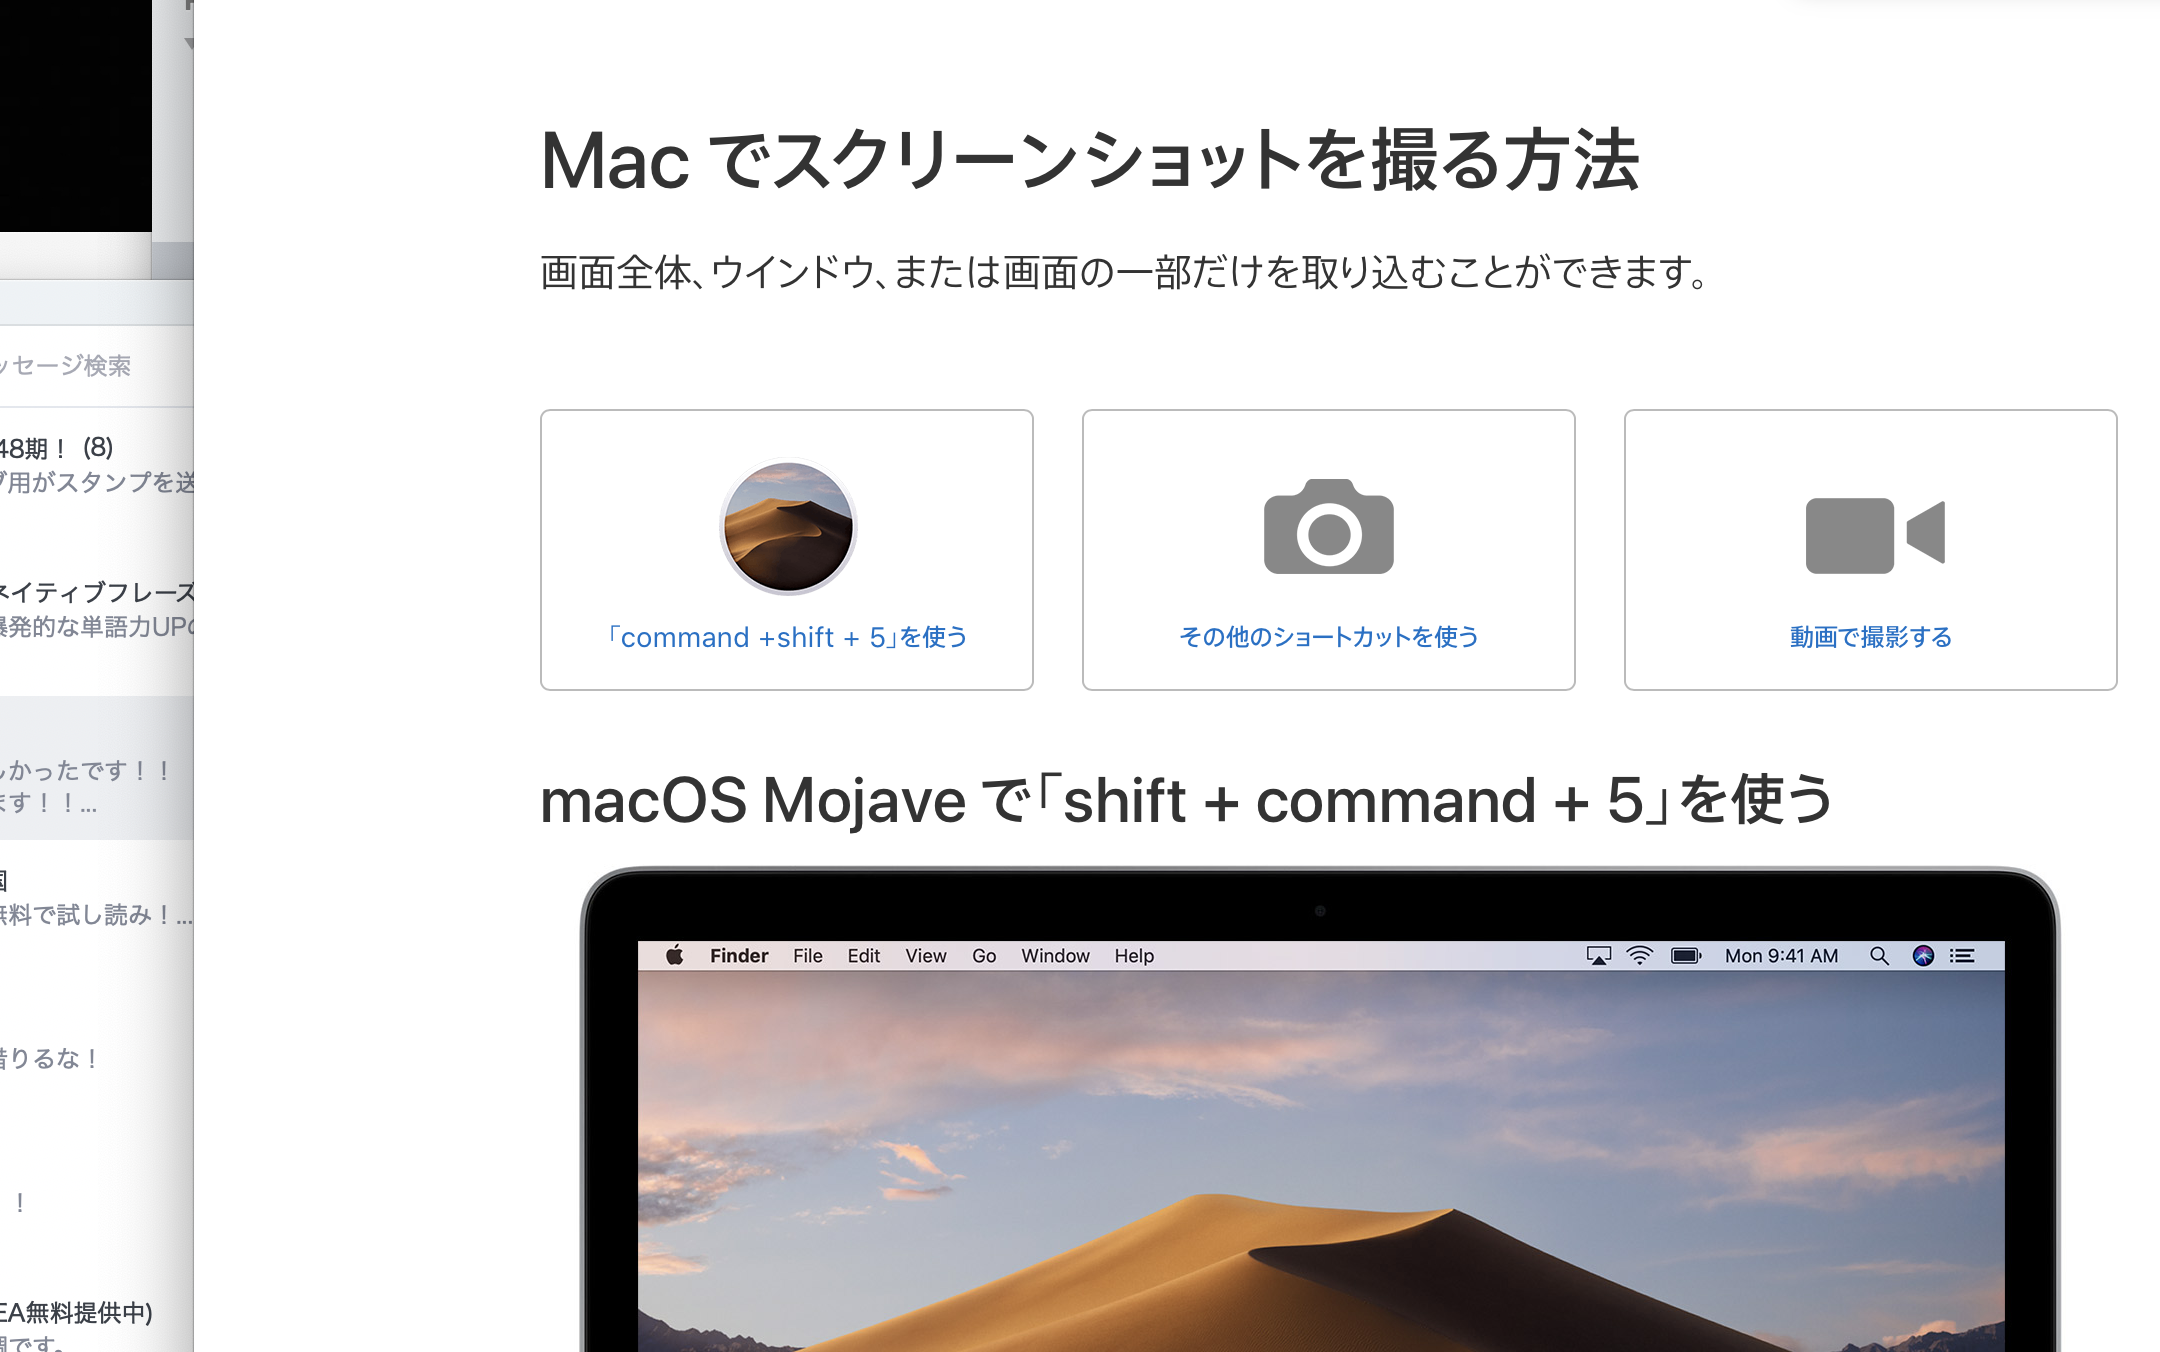 Mac でスクリーンショットを撮る方法
画面全体、ウインドウ、または画面の一部だけを取り込むことができます。
「command +shift + 5」を使う
その他のショートカットを使う
動画で撮影する
macOS Mojave で「shift + command + 5」を使う
Finder File Edit View Go Window Help Mon 9:41 AM
ッセージ検索
48期！ (8)
用がスタンプを送
ネイティブフレーズ
爆発的な単語力UPの
しかったです！！
ます！！...
国
無料で試し読み！...
借りるな！
！
EA無料提供中)
です。